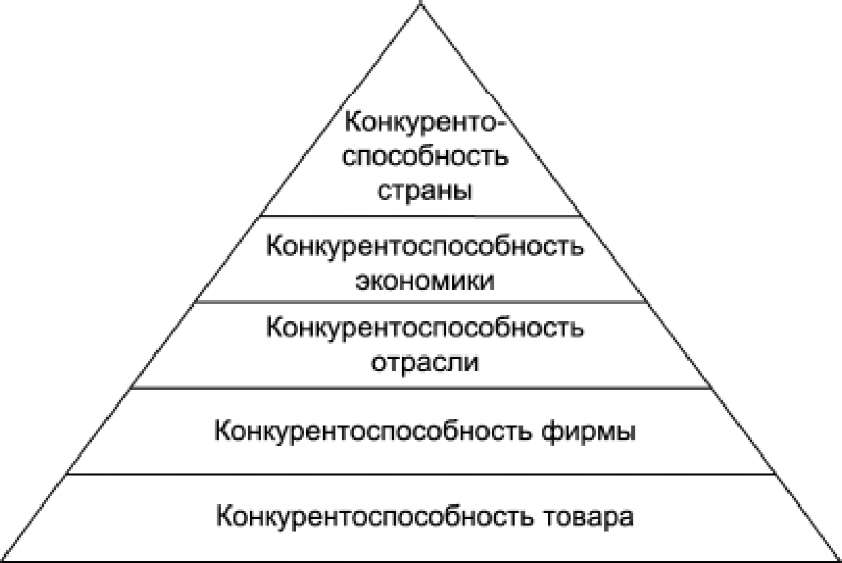 Конкуренто-
способность
страны
Конкурентоспособность
экономики
Конкурентоспособность
отрасли
Конкурентоспособность фирмы
Конкурентоспособность товара